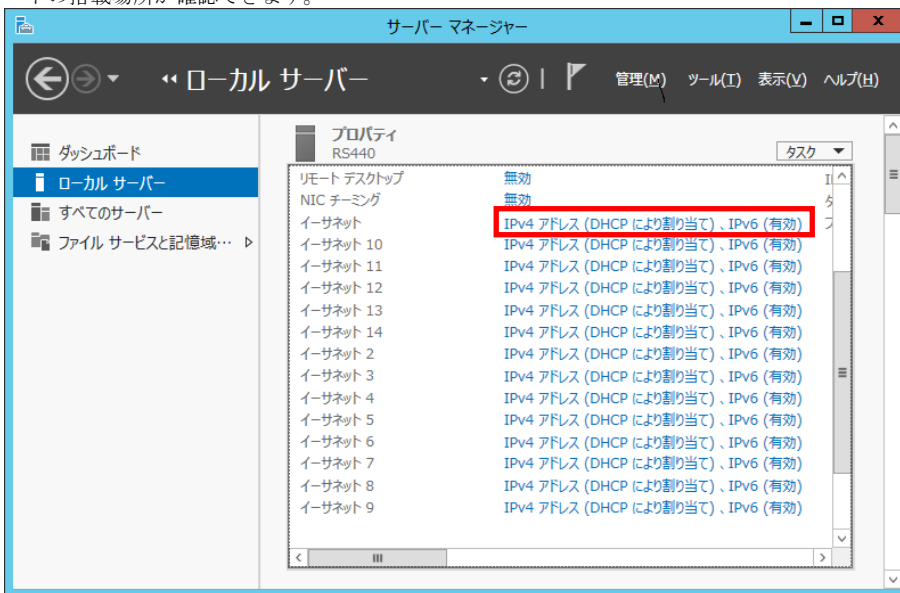 ドの搭載場所が確認できます。
サーバー マネージャー
ローカル サーバー
管理(M) ツール(T) 表示(V) ヘルプ(H)
ダッシュボード
ローカル サーバー
すべてのサーバー
ファイル サービスと記憶域…
プロパティ
RS440
タスク
リモート デスクトップ 無効
NIC チーミング 無効
イーサネット IPv4 アドレス (DHCP により割り当て) 、IPv6 (有効)
イーサネット 10 IPv4 アドレス (DHCP により割り当て) 、IPv6 (有効)
イーサネット 11 IPv4 アドレス (DHCP により割り当て) 、IPv6 (有効)
イーサネット 12 IPv4 アドレス (DHCP により割り当て) 、IPv6 (有効)
イーサネット 13 IPv4 アドレス (DHCP により割り当て) 、IPv6 (有効)
イーサネット 14 IPv4 アドレス (DHCP により割り当て) 、IPv6 (有効)
イーサネット 2 IPv4 アドレス (DHCP により割り当て) 、IPv6 (有効)
イーサネット 3 IPv4 アドレス (DHCP により割り当て) 、IPv6 (有効)
イーサネット 4 IPv4 アドレス (DHCP により割り当て) 、IPv6 (有効)
イーサネット 5 IPv4 アドレス (DHCP により割り当て) 、IPv6 (有効)
イーサネット 6 IPv4 アドレス (DHCP により割り当て) 、IPv6 (有効)
イーサネット 7 IPv4 アドレス (DHCP により割り当て) 、IPv6 (有効)
イーサネット 8 IPv4 アドレス (DHCP により割り当て) 、IPv6 (有効)
イーサネット 9 IPv4 アドレス (DHCP により割り当て) 、IPv6 (有効)